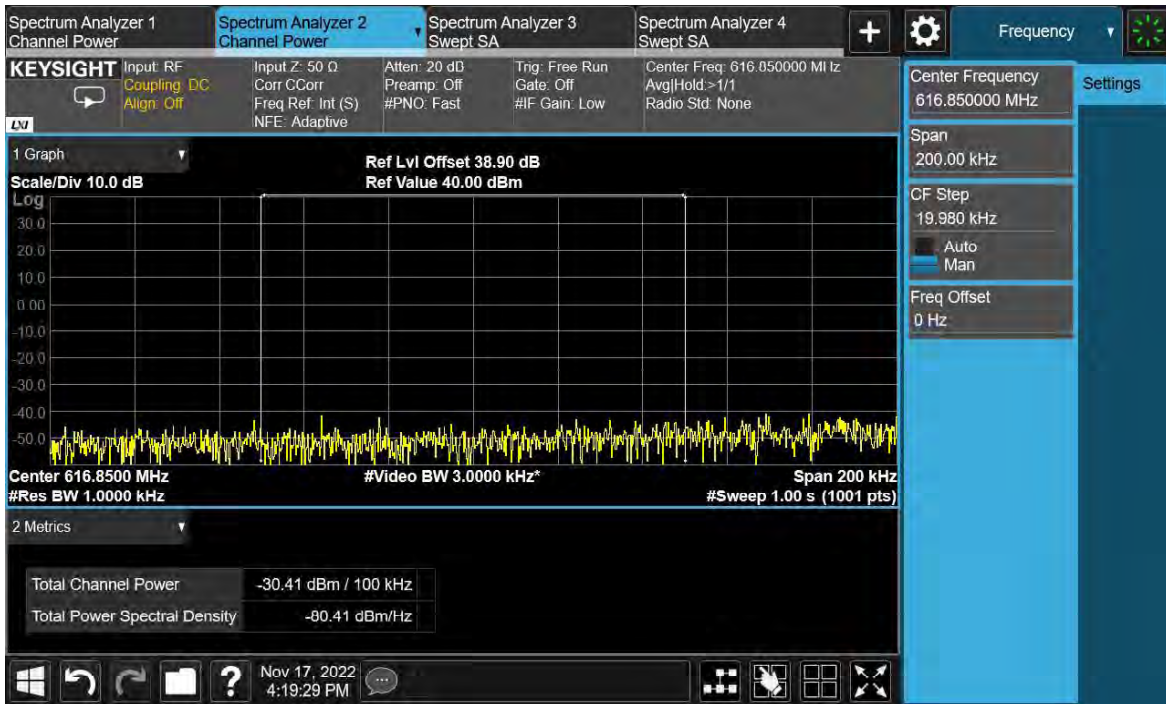 Spectrum Analyzer 1
Channel Power
Spectrum Analyzer 2
Channel Power
Spectrum Analyzer 3
Swept SA
Spectrum Analyzer 4
Swept SA
+
Frequency
KEYSIGHT
LXI
Input: RF
Coupling: DC
Align: Off
Input Z: 50 Ω
Corr CCorr
Freq Ref: Int (S)
NFE: Adaptive
Atten: 20 dB
Preamp: Off
#PNO: Fast
Trig: Free Run
Gate: Off
#IF Gain: Low
Center Freq: 616.850000 MHz
Avg|Hold:>1/1
Radio Std: None
Center Frequency
616.850000 MHz
Settings
Span
200.00 kHz
CF Step
19.980 kHz
Auto
Man
Freq Offset
0 Hz
1 Graph
Scale/Div 10.0 dB
Ref Lvl Offset 38.90 dB
Ref Value 40.00 dBm
Log
30.0
20.0
10.0
0.00
-10.0
-20.0
-30.0
-40.0
-50.0
Center 616.8500 MHz
#Video BW 3.0000 kHz*
Span 200 kHz
#Res BW 1.0000 kHz
#Sweep 1.00 s (1001 pts)
2 Metrics
Total Channel Power -30.41 dBm / 100 kHz
Total Power Spectral Density -80.41 dBm/Hz
?
Nov 17, 2022
4:19:29 PM